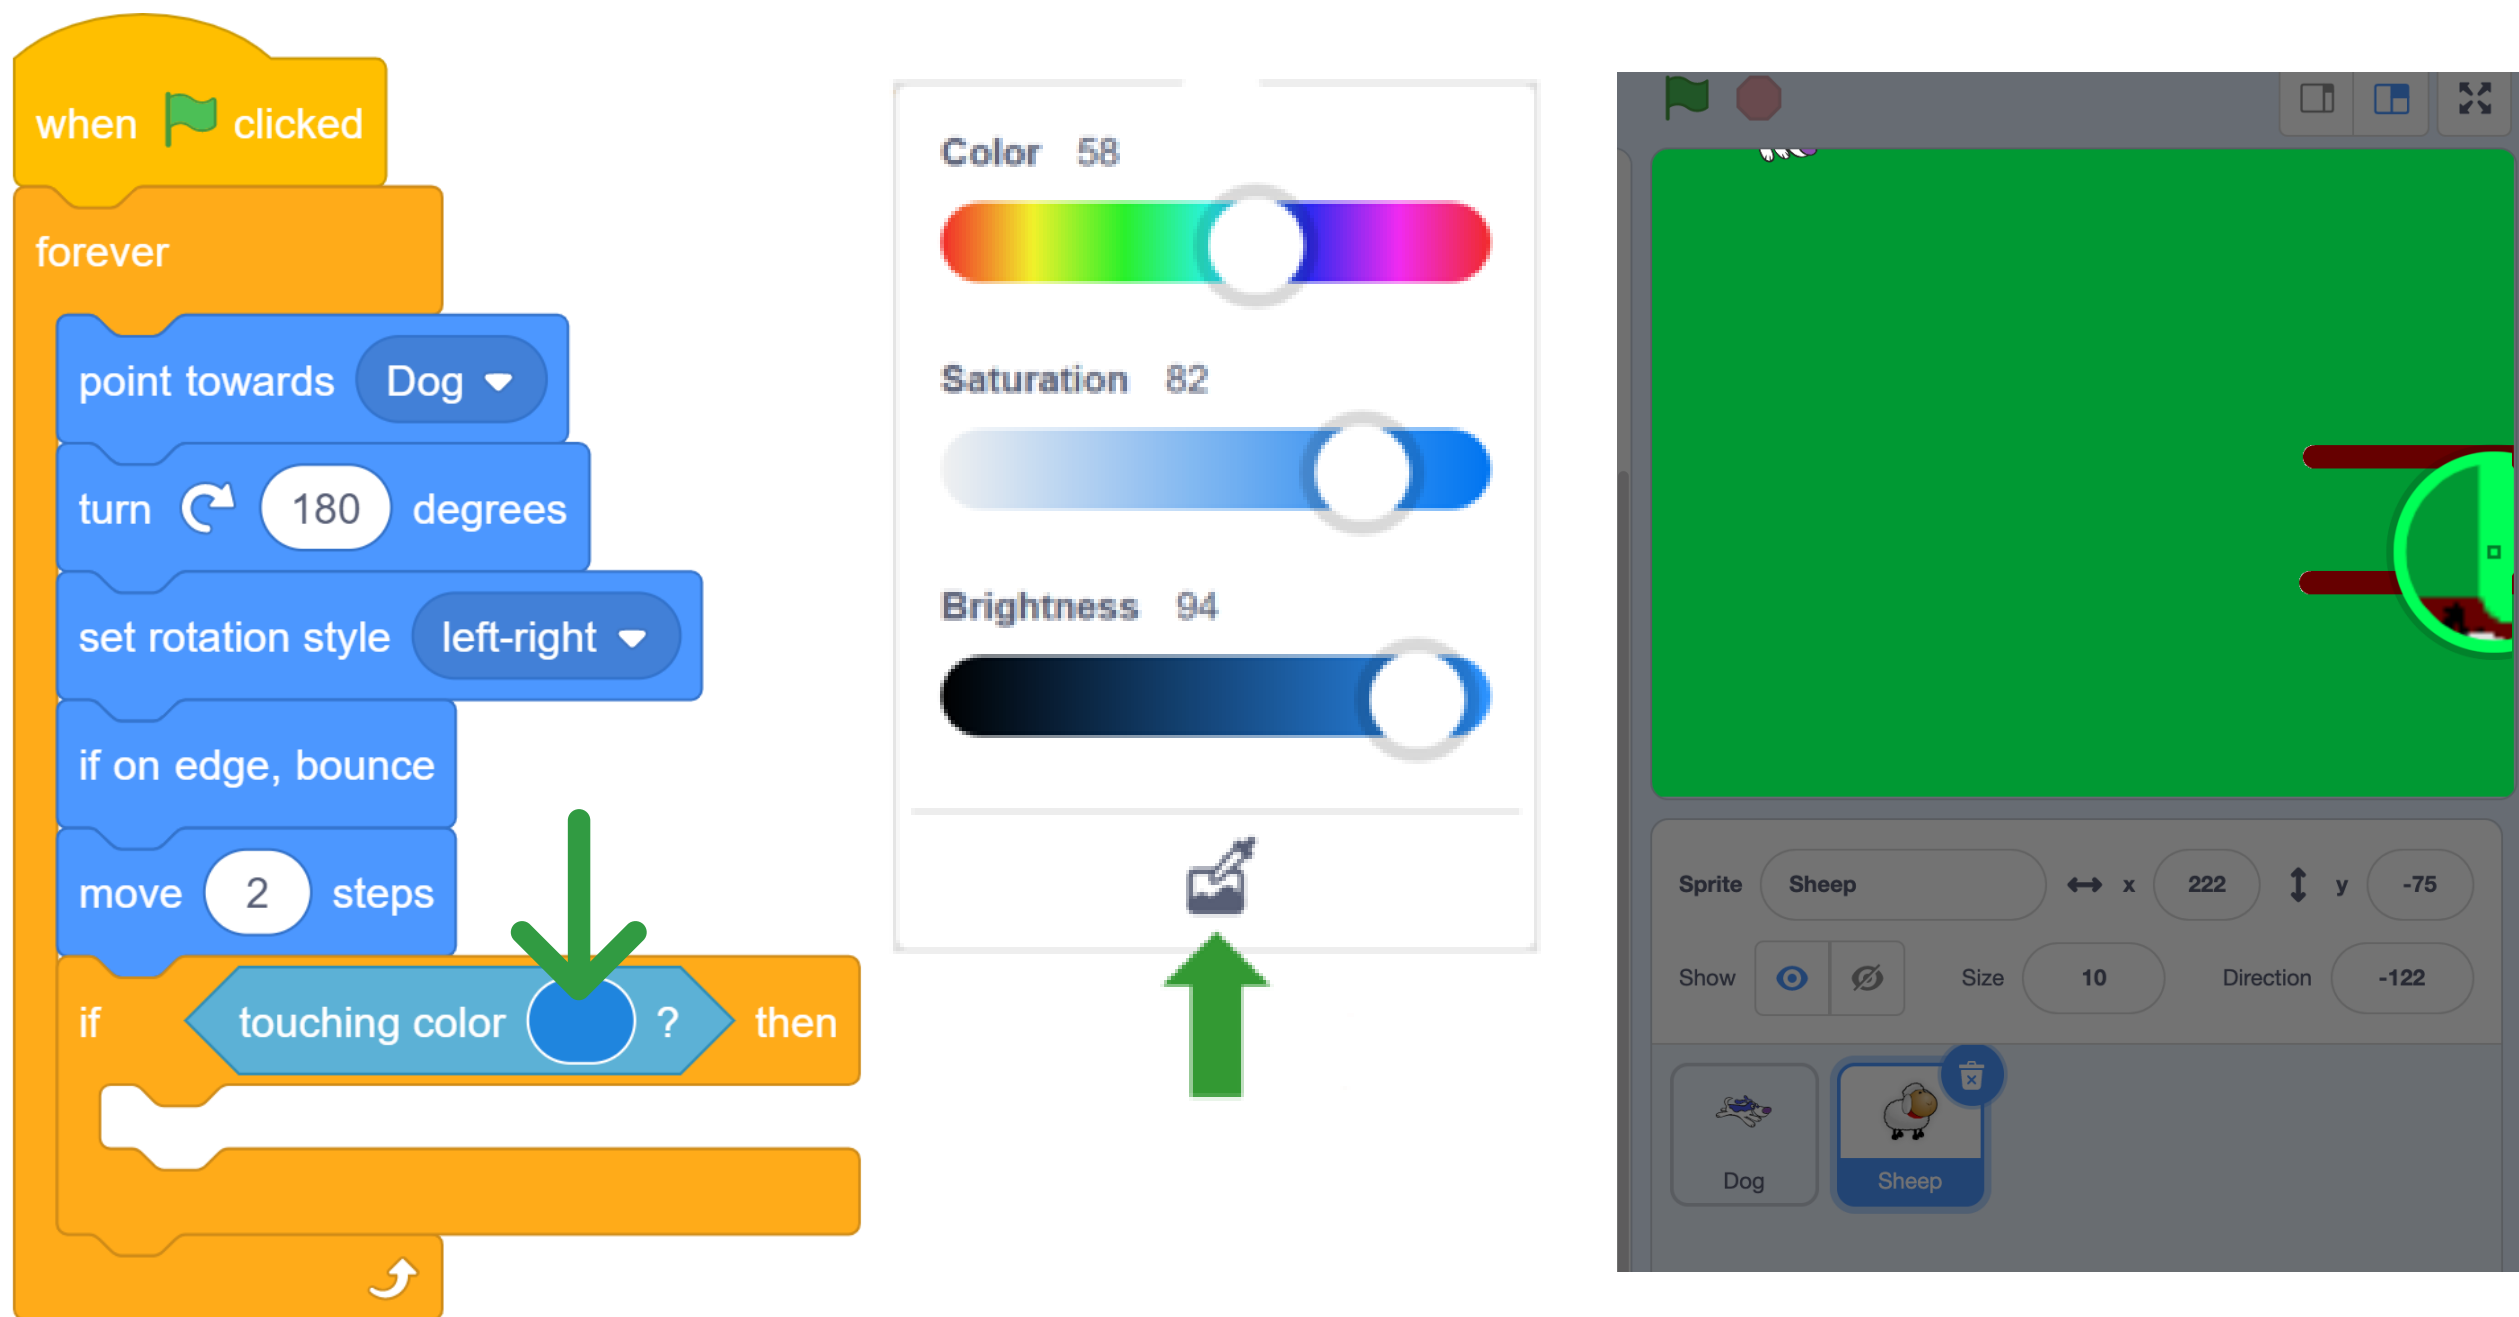 when clicked
forever
point towards Dog
turn 180 degrees
set rotation style left-right
if on edge, bounce
move 2 steps
if touching color ? then
Color 58
Saturation 82
Brightness 94
Sprite Sheep x 222 y -75
Show Size 10 Direction -122
Dog Sheep